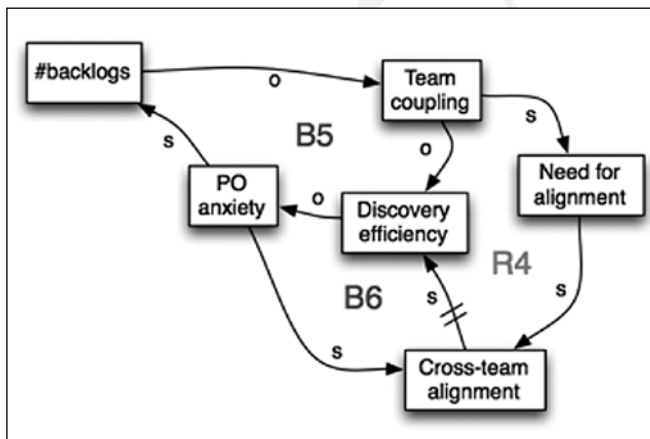 #backlogs
o
Team
coupling
s
B5
o
s
PO
anxiety
o
Discovery
efficiency
Need for
alignment
R4
B6
s
s
s
Cross-team
alignment